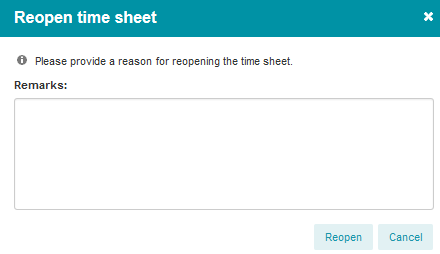 Reopen time sheet
Please provide a reason for reopening the time sheet.
Remarks:
Reopen Cancel